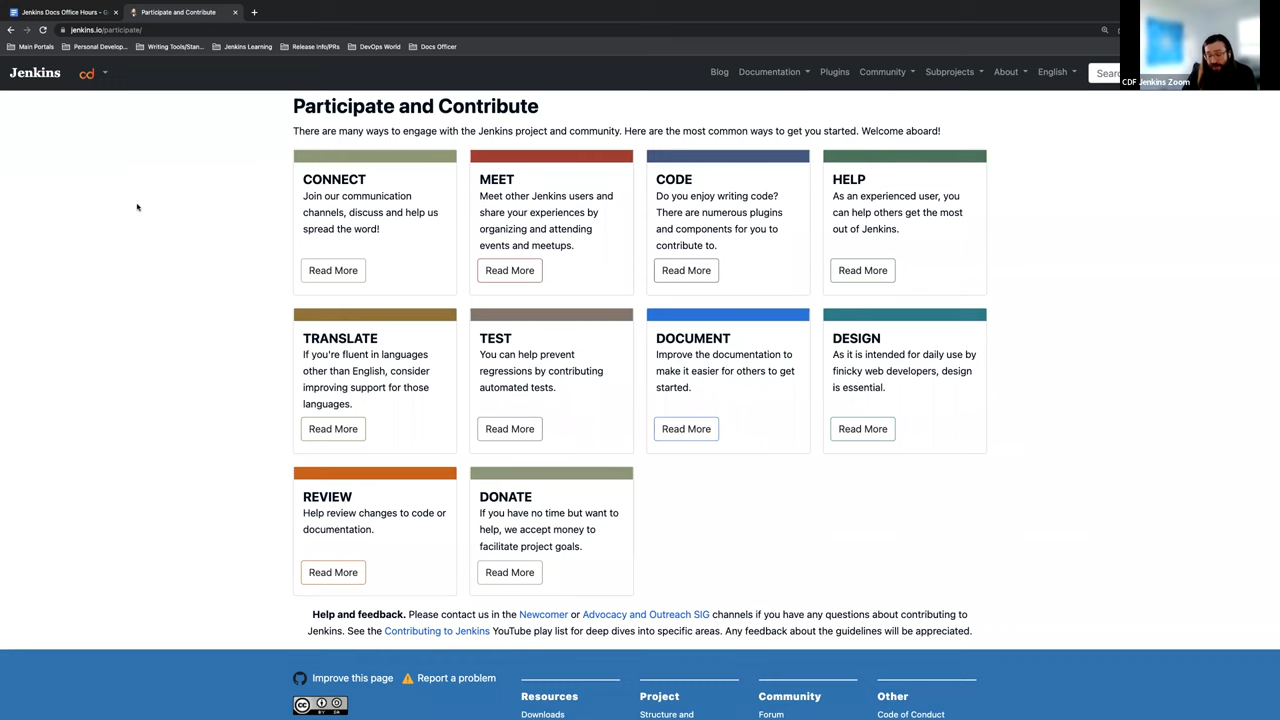 Jenkins Docs Office Hours - G
Participate and Contribute
jenkins.io/participate/
Main Portals
Personal Develop...
Writing Tools/Stan...
Jenkins Learning
Release Info/PRs
DevOps World
Docs Officer
CDF Jenkins Zoom
Jenkins
cd
Blog
Documentation
Plugins
Community
Subprojects
About
English
Searc
Participate and Contribute
There are many ways to engage with the Jenkins project and community. Here are the most common ways to get you started. Welcome aboard!
CONNECT
Join our communication
channels, discuss and help us
spread the word!
Read More
MEET
Meet other Jenkins users and
share your experiences by
organizing and attending
events and meetups.
Read More
CODE
Do you enjoy writing code?
There are numerous plugins
and components for you to
contribute to.
Read More
HELP
As an experienced user, you
can help others get the most
out of Jenkins.
Read More
TRANSLATE
If you're fluent in languages
other than English, consider
improving support for those
languages.
Read More
TEST
You can help prevent
regressions by contributing
automated tests.
Read More
DOCUMENT
Improve the documentation to
make it easier for others to get
started.
Read More
DESIGN
As it is intended for daily use by
finicky web developers, design
is essential.
Read More
REVIEW
Help review changes to code or
documentation.
Read More
DONATE
If you have no time but want to
help, we accept money to
facilitate project goals.
Read More
Help and feedback. Please contact us in the Newcomer or Advocacy and Outreach SIG channels if you have any questions about contributing to
Jenkins. See the Contributing to Jenkins YouTube play list for deep dives into specific areas. Any feedback about the guidelines will be appreciated.
Improve this page
Report a problem
cc
BY SA
Resources
Downloads
Project
Structure and
Community
Forum
Other
Code of Conduct